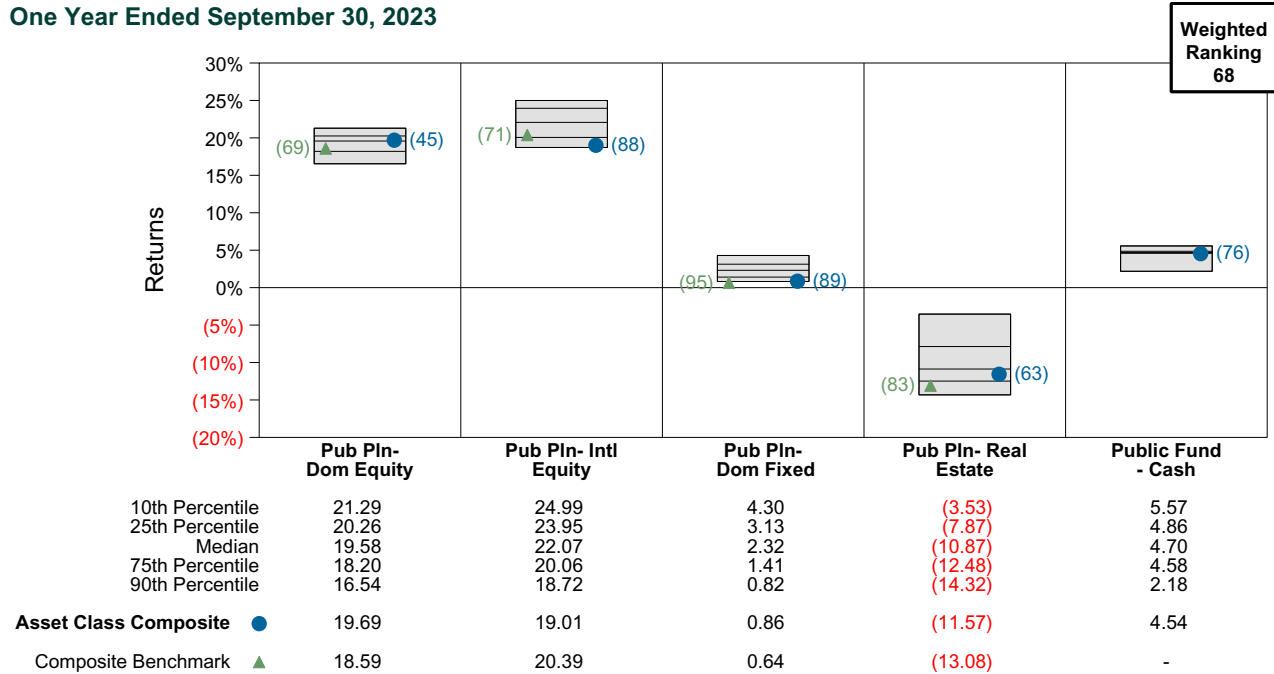 One Year Ended September 30, 2023
Weighted
Ranking
68
Returns
30%
25%
20%
15%
10%
5%
0%
(5%)
(10%)
(15%)
(20%)
(69) (45)
(71) (88)
(95) (89)
(83) (63)
(76)
Pub Pln- Dom Equity
Pub Pln- Intl Equity
Pub Pln- Dom Fixed
Pub Pln- Real Estate
Public Fund - Cash
10th Percentile 21.29 24.99 4.30 (3.53) 5.57
25th Percentile 20.26 23.95 3.13 (7.87) 4.86
Median 19.58 22.07 2.32 (10.87) 4.70
75th Percentile 18.20 20.06 1.41 (12.48) 4.58
90th Percentile 16.54 18.72 0.82 (14.32) 2.18
Asset Class Composite 19.69 19.01 0.86 (11.57) 4.54
Composite Benchmark 18.59 20.39 0.64 (13.08) -